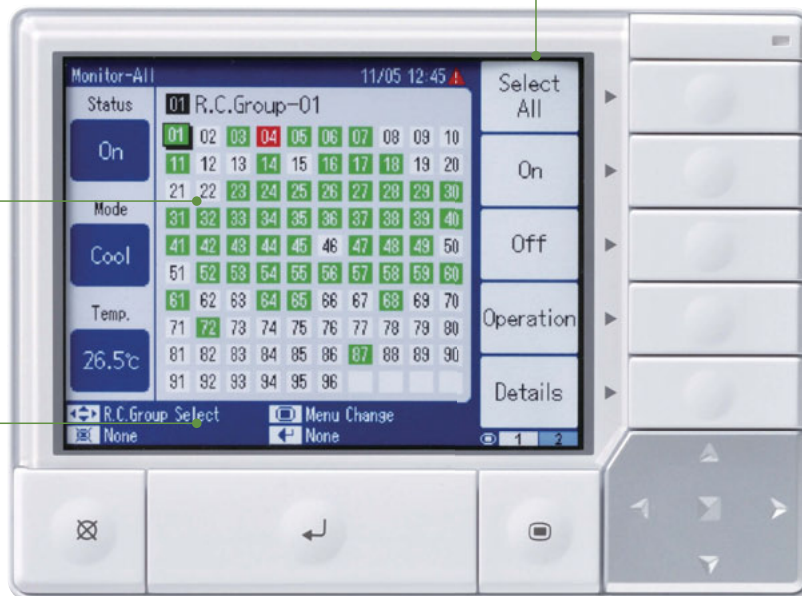 Monitor-All 11/05 12:45
Status
On
Mode
Cool
Temp.
26.5℃
01 R.C.Group-01
01 02 03 04 05 06 07 08 09 10
11 12 13 14 15 16 17 18 19 20
21 22 23 24 25 26 27 28 29 30
31 32 33 34 35 36 37 38 39 40
41 42 43 44 45 46 47 48 49 50
51 52 53 54 55 56 57 58 59 60
61 62 63 64 65 66 67 68 69 70
71 72 73 74 75 76 77 78 79 80
81 82 83 84 85 86 87 88 89 90
91 92 93 94 95 96
Select
All
On
Off
Operation
Details
R.C.Group Select Menu Change
None None 1 2